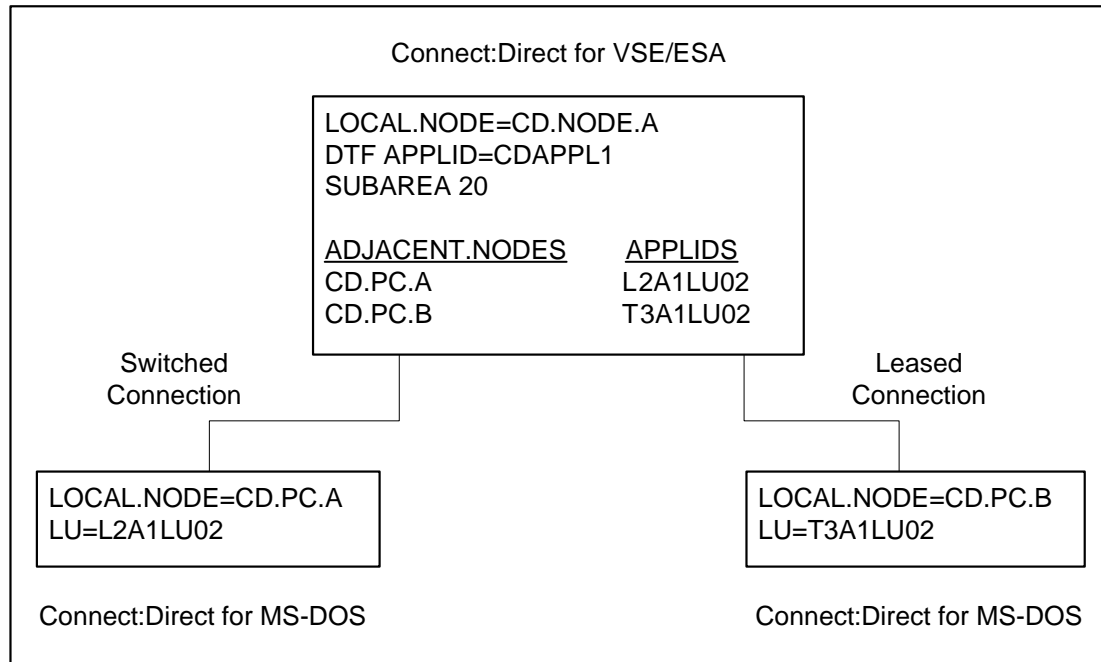 Connect:Direct for VSE/ESA
LOCAL.NODE=CD.NODE.A
DTF APPLID=CDAPPL1
SUBAREA 20
ADJACENT.NODES APPLIDS
CD.PC.A L2A1LU02
CD.PC.B T3A1LU02
Switched
Connection
Leased
Connection
LOCAL.NODE=CD.PC.A
LU=L2A1LU02
LOCAL.NODE=CD.PC.B
LU=T3A1LU02
Connect:Direct for MS-DOS
Connect:Direct for MS-DOS